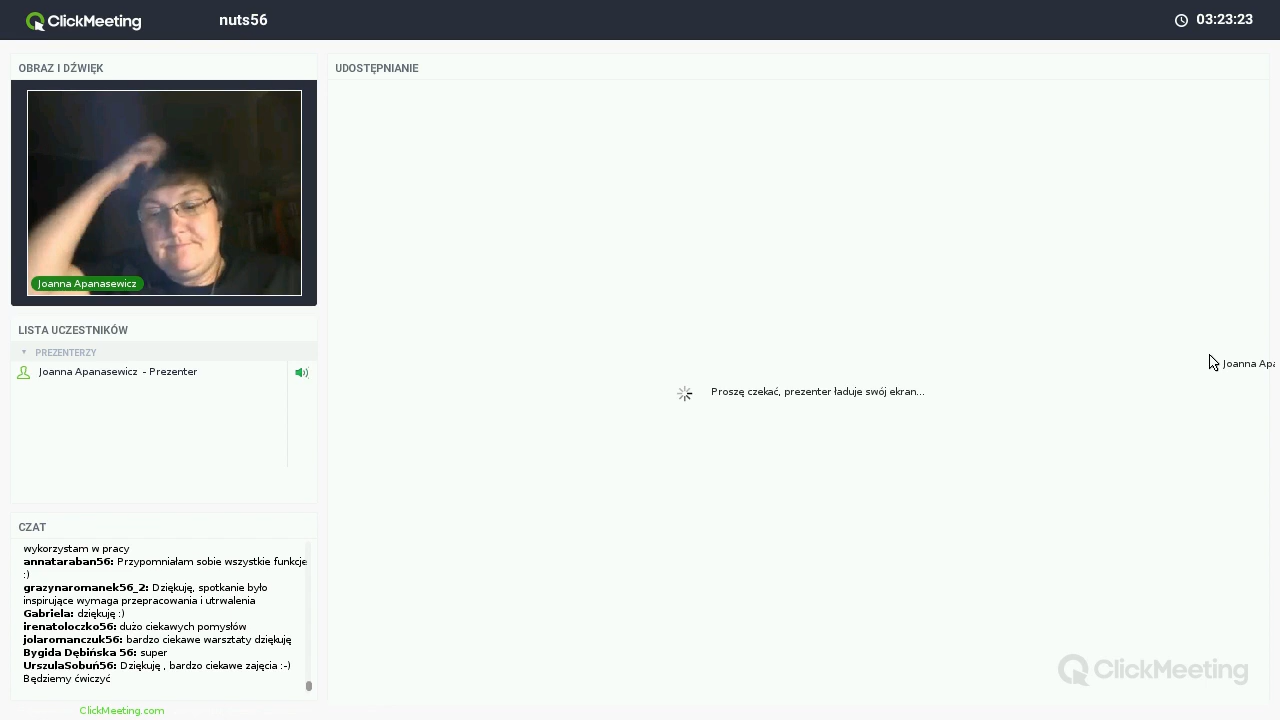 ClickMeeting
nuts56
03:23:23
OBRAZ I DŹWIĘK
Joanna Apanasewicz
LISTA UCZESTNIKÓW
PREZENTERZY
Joanna Apanasewicz - Prezenter
CZAT
wykorzystam w pracy
annataraban56: Przypomniałam sobie wszystkie funkcje
:)
grazynaromanek56_2: Dziękuję, spotkanie było
inspirujące wymaga przepracowania i utrwalenia
Gabriela: dziękuję :)
irenatoloczko56: dużo ciekawych pomysłów
jolaromanczuk56: bardzo ciekawe warsztaty dziękuję
Bygida Dębińska 56: super
UrszulaSobuń56: Dziękuję , bardzo ciekawe zajęcia :-)
Będziemy ćwiczyć
ClickMeeting.com
UDOSTĘPNIANIE
Proszę czekać, prezenter ładuje swój ekran...
Joanna Apa
ClickMeeting